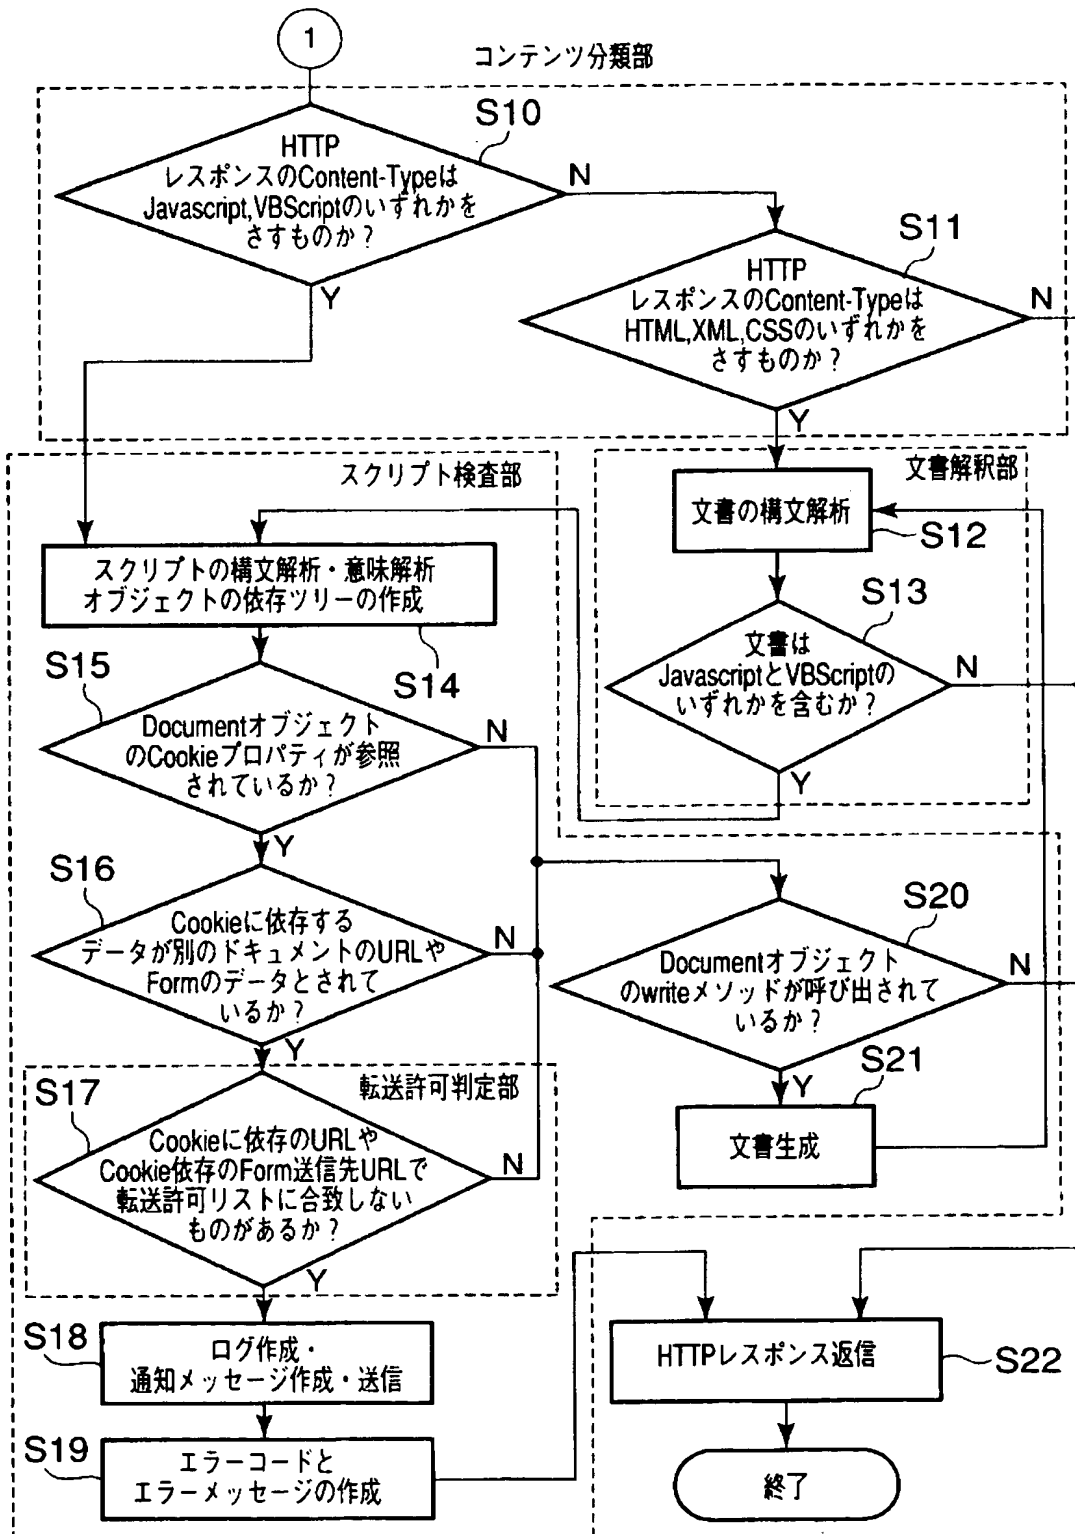 1
コンテンツ分類部
S10
HTTP
レスポンスのContent-Typeは
Javascript,VBScriptのいずれかを
さすものか?
N
Y
S11
HTTP
レスポンスのContent-Typeは
HTML,XML,CSSのいずれかを
さすものか?
N
Y
スクリプト検査部
文書解釈部
文書の構文解析
S12
スクリプトの構文解析・意味解析
オブジェクトの依存ツリーの作成
S14
S13
文書は
JavascriptとVBScriptの
いずれかを含むか?
N
Y
S15
Documentオブジェクト
のCookieプロパティが参照
されているか?
N
Y
S16
Cookieに依存する
データが別のドキュメントのURLや
Formのデータとされて
いるか?
N
Y
S20
Documentオブジェクト
のwriteメソッドが呼び出されて
いるか?
N
Y
S21
文書生成
転送許可判定部
S17
Cookieに依存のURLや
Cookie依存のForm送信先URLで
転送許可リストに合致しない
ものがあるか?
N
Y
S18
ログ作成・
通知メッセージ作成・送信
S19
エラーコードと
エラーメッセージの作成
HTTPレスポンス返信
S22
終了